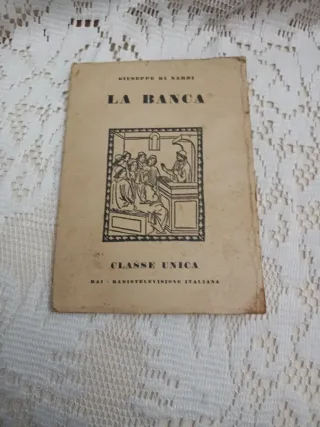 GIUSEPPE DI NARDI
LA BANCA
CLASSE UNICA
RAI - RADIOTELEVISIONE ITALIANA